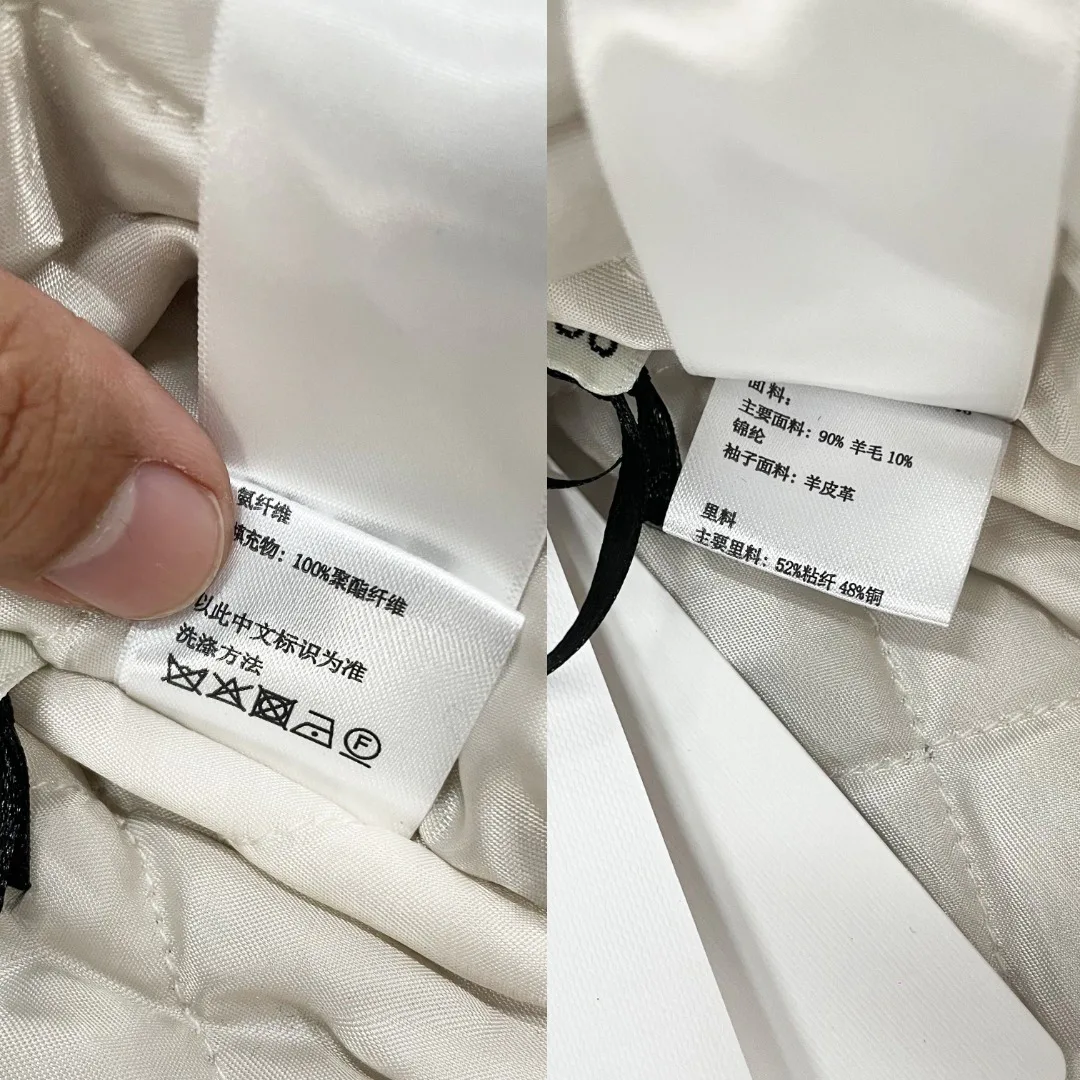 氨纤维
填充物：100%聚酯纤维
以此中文标识为准
洗涤方法
F
面料：
主要面料：90% 羊毛 10%
锦纶
袖子面料：羊皮革
里料
主要里料：52%粘纤 48%铜